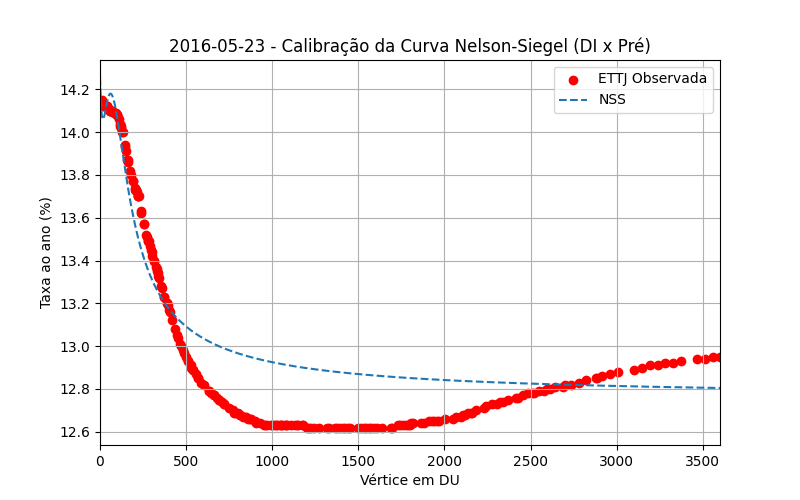 2016-05-23 - Calibração da Curva Nelson-Siegel (DI x Pré)
ETTJ Observada
NSS
Taxa ao ano (%)
14.2
14.0
13.8
13.6
13.4
13.2
13.0
12.8
12.6
0 500 1000 1500 2000 2500 3000 3500
Vértice em DU